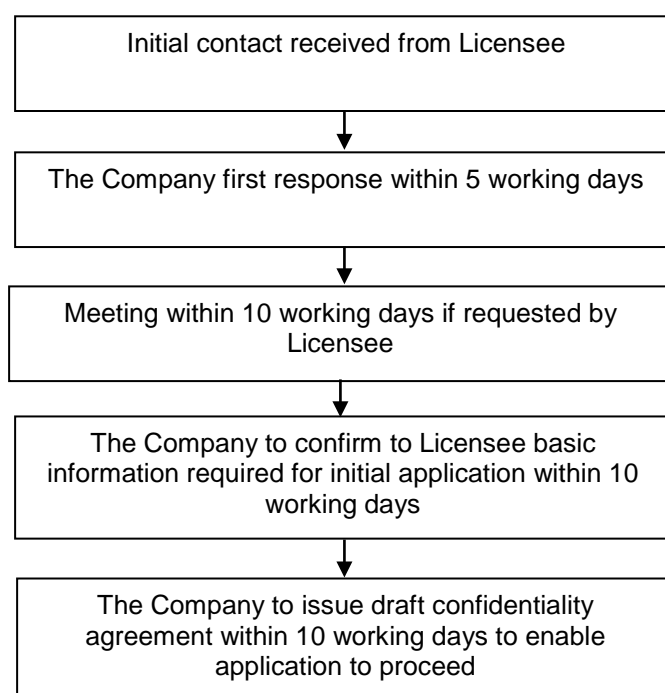 Initial contact received from Licensee
The Company first response within 5 working days
Meeting within 10 working days if requested by
Licensee
The Company to confirm to Licensee basic
information required for initial application within 10
working days
The Company to issue draft confidentiality
agreement within 10 working days to enable
application to proceed